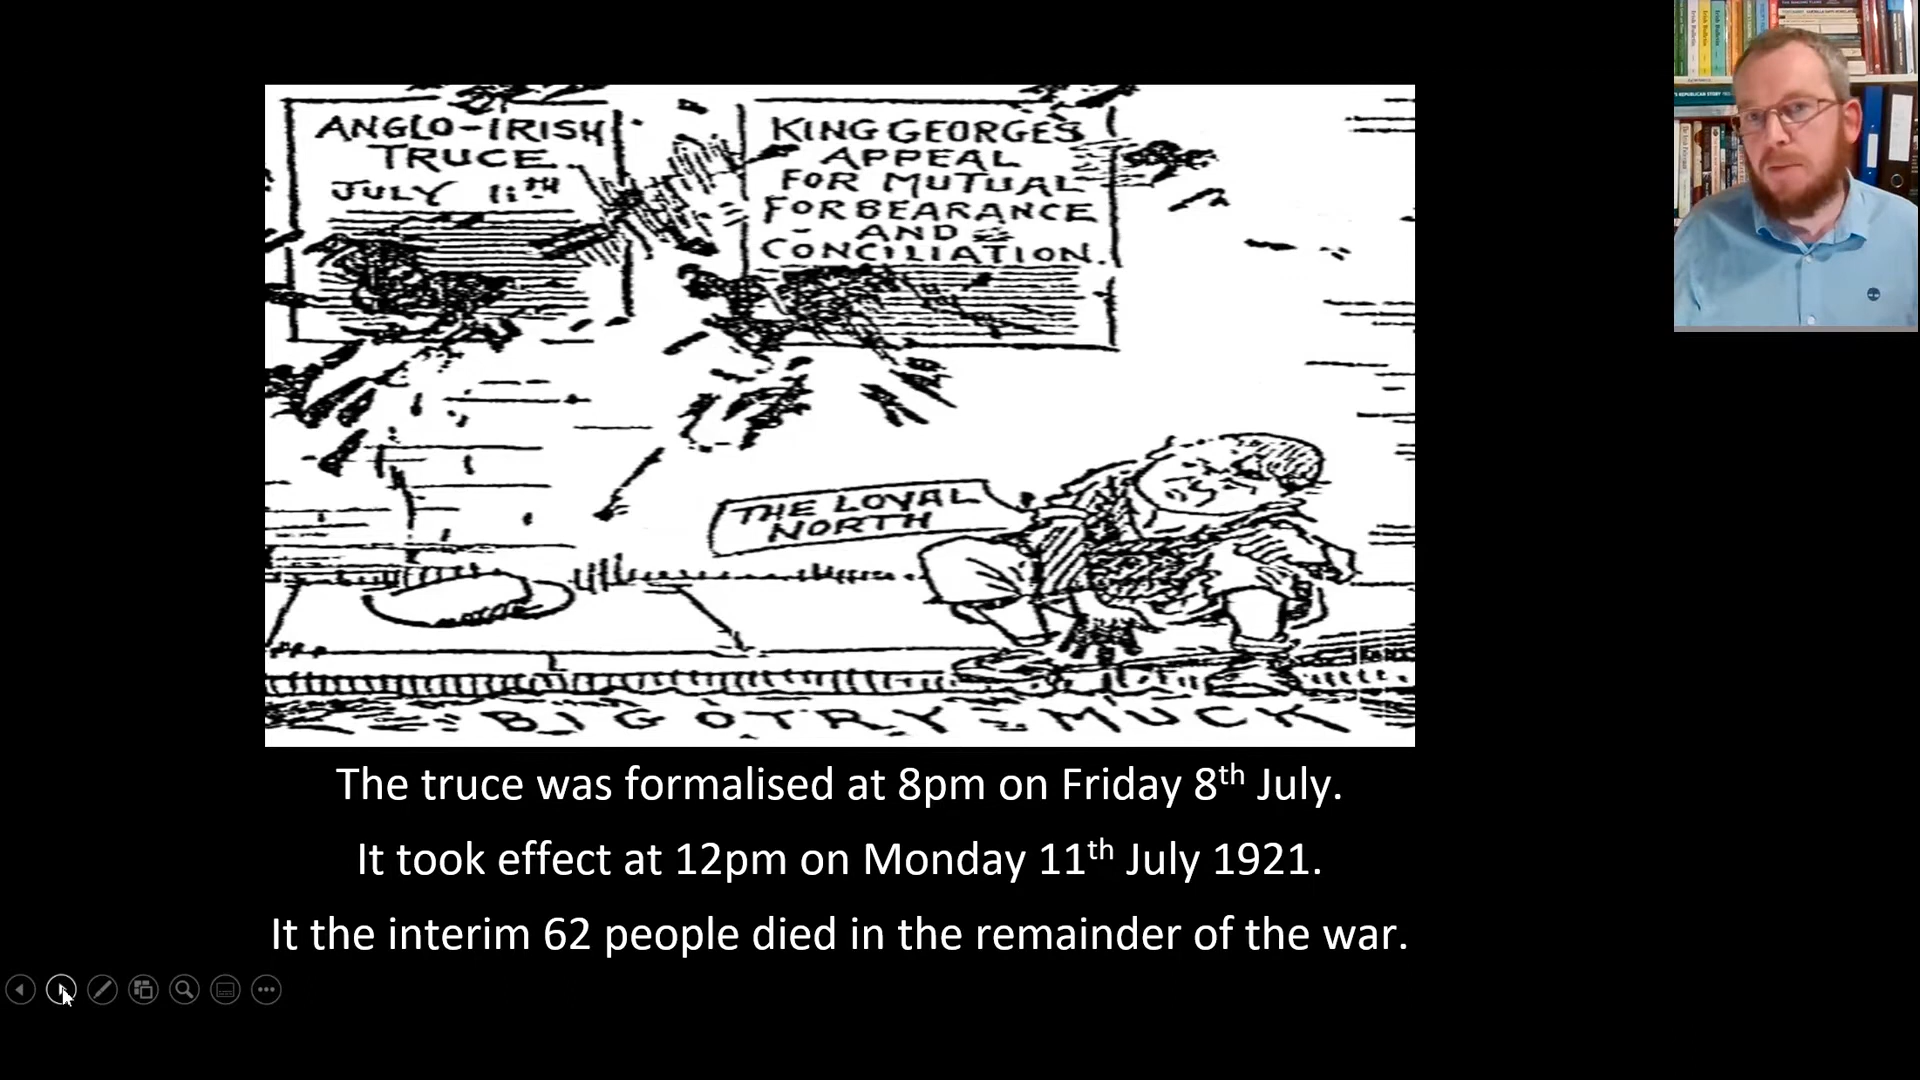 ANGLO-IRISH
TRUCE.
JULY 11TH
KING GEORGES
APPEAL
FOR MUTUAL
FORBEARANCE
AND
CONCILIATION.
THE LOYAL
NORTH
BIGOTRY = MUCK
The truce was formalised at 8pm on Friday 8th July.
It took effect at 12pm on Monday 11th July 1921.
It the interim 62 people died in the remainder of the war.